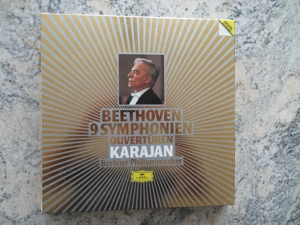 BEETHOVEN
9 SYMPHONIEN
OUVERTÜREN
KARAJAN
Berliner Philharmoniker